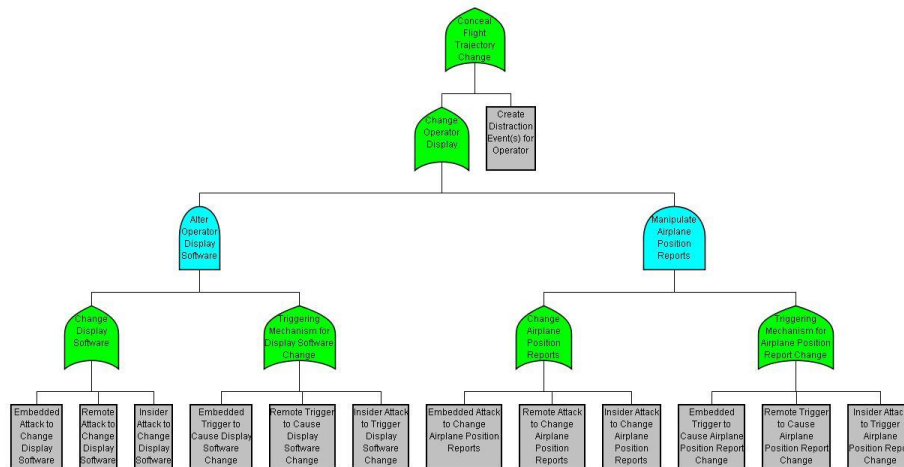 Conceal
Flight
Trajectory
Change
Change
Operator
Display
Create
Distraction
Event(s) for
Operator
Alter
Operator
Display
Software
Manipulate
Airplane
Position
Reports
Change
Display
Software
Triggering
Mechanism for
Display Software
Change
Change
Airplane
Position
Reports
Triggering
Mechanism for
Airplane Position
Report Change
Embedded
Attack to
Change
Display
Software
Remote
Attack to
Change
Display
Software
Insider
Attack to
Change
Display
Software
Embedded
Trigger to
Cause Display
Software
Change
Remote Trigger
to Cause
Display
Software
Change
Insider Attack
to Trigger
Display
Software
Change
Embedded Attack
to Change
Airplane Position
Reports
Remote Attack
to Change
Airplane
Position
Reports
Insider Attack
to Change
Airplane
Position
Reports
Embedded
Trigger to
Cause Airplane
Position Report
Change
Remote Trigger
to Cause
Airplane
Position Report
Change
Insider Attack
to Trigger
Airplane
Position Report
Change